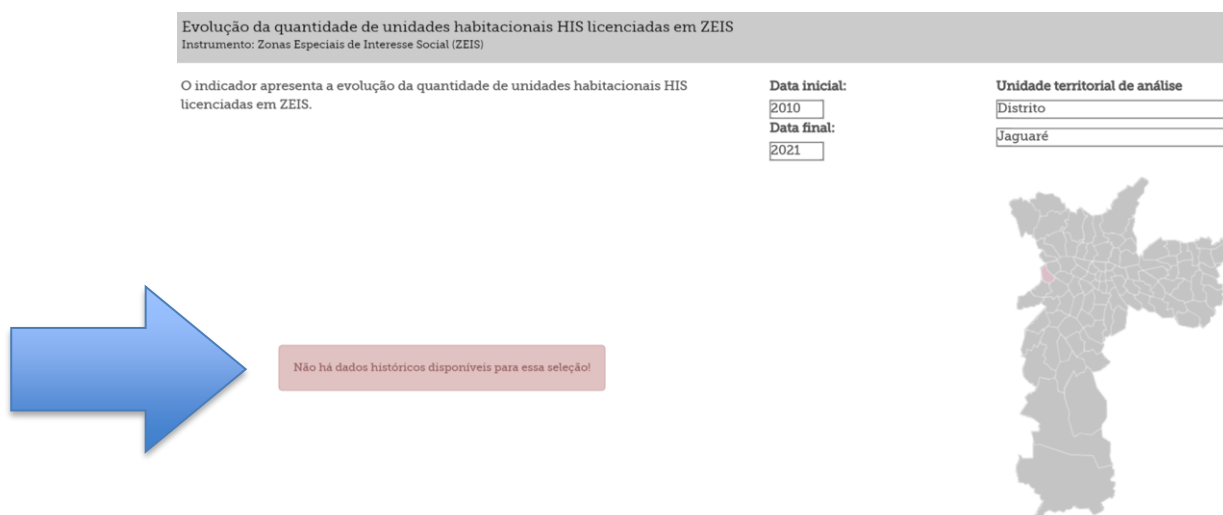 Evolução da quantidade de unidades habitacionais HIS licenciadas em ZEIS
Instrumento: Zonas Especiais de Interesse Social (ZEIS)
O indicador apresenta a evolução da quantidade de unidades habitacionais HIS
licenciadas em ZEIS.
Data inicial:
2010
Data final:
2021
Unidade territorial de análise
Distrito
Jaguaré
Não há dados históricos disponíveis para essa seleção!